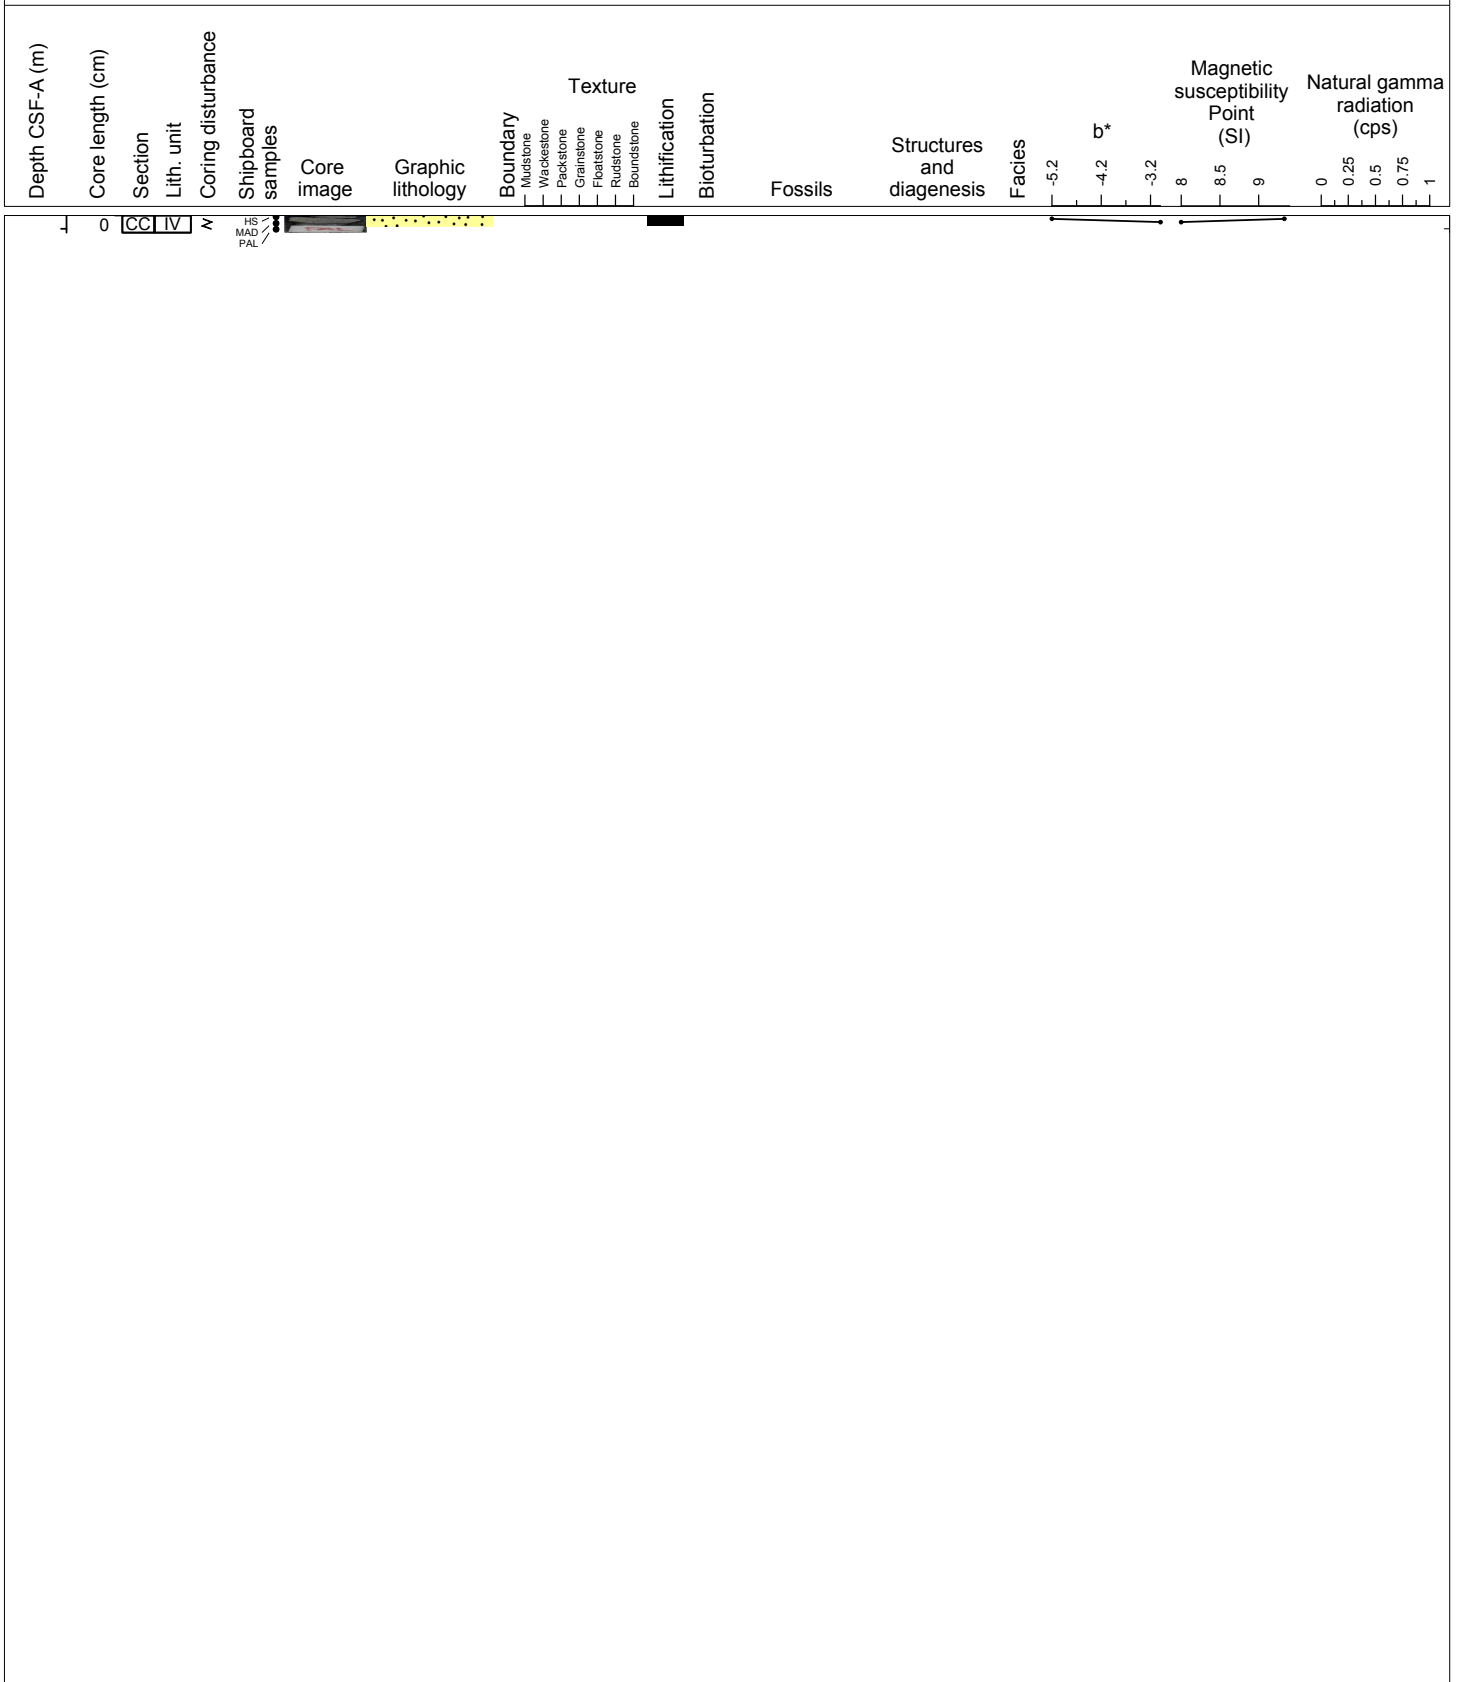 Depth CSF-A (m)
Core length (cm)
Section
Lith. unit
Coring disturbance
Shipboard
samples
Core
image
Graphic
lithology
Boundary
Texture
Mudstone
Wackestone
Packstone
Grainstone
Floatstone
Rudstone
Boundstone
Lithification
Bioturbation
Fossils
Structures
and
diagenesis
Facies
b*
-5.2
-4.2
-3.2
Magnetic
susceptibility
Point
(SI)
8
8.5
9
Natural gamma
radiation
(cps)
0
0.25
0.5
0.75
1
0
CC
IV
HS
MAD
PAL